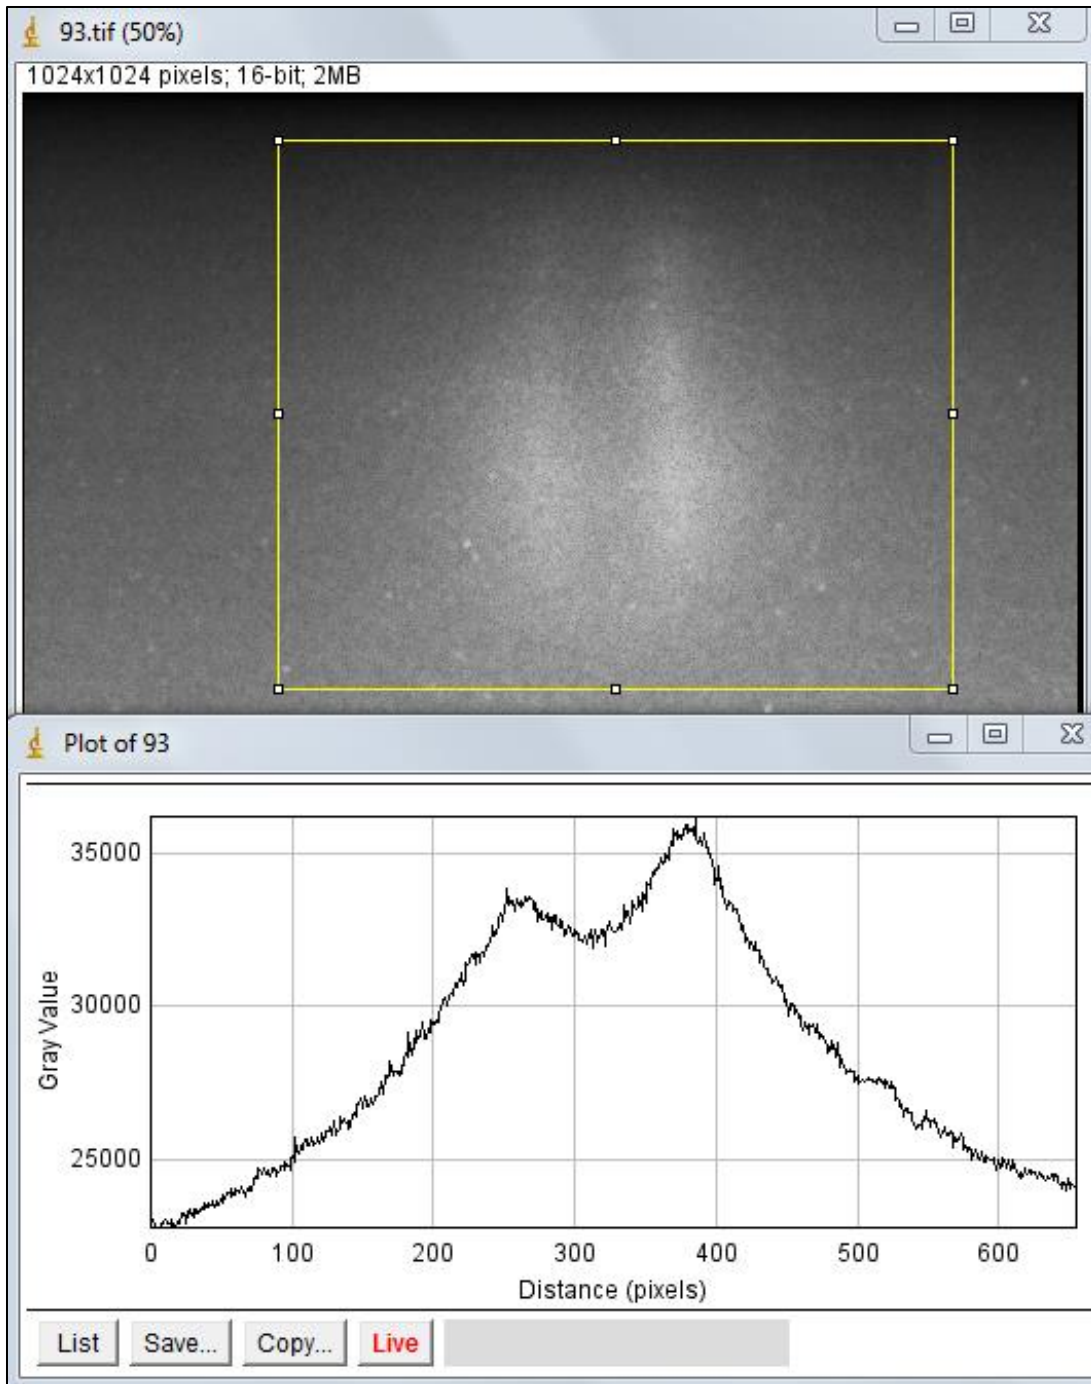 93.tif (50%)
1024x1024 pixels; 16-bit; 2MB
Plot of 93
35000
30000
25000
Gray Value
0 100 200 300 400 500 600
Distance (pixels)
List Save... Copy... Live